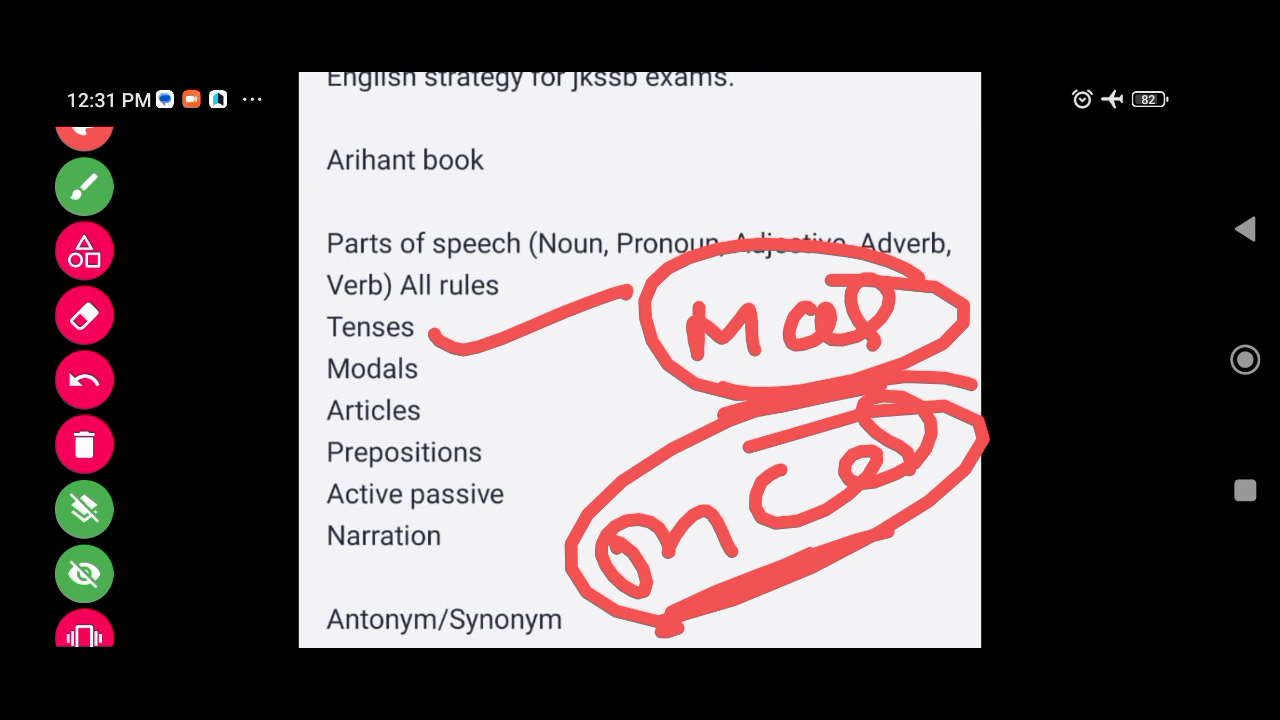 12:31 PM
82
English strategy for jkssb exams.
Arihant book
Parts of speech (Noun, Pronoun, Adjective, Adverb,
Verb) All rules
Tenses
Modals
Articles
Prepositions
Active passive
Narration
Antonym/Synonym
once